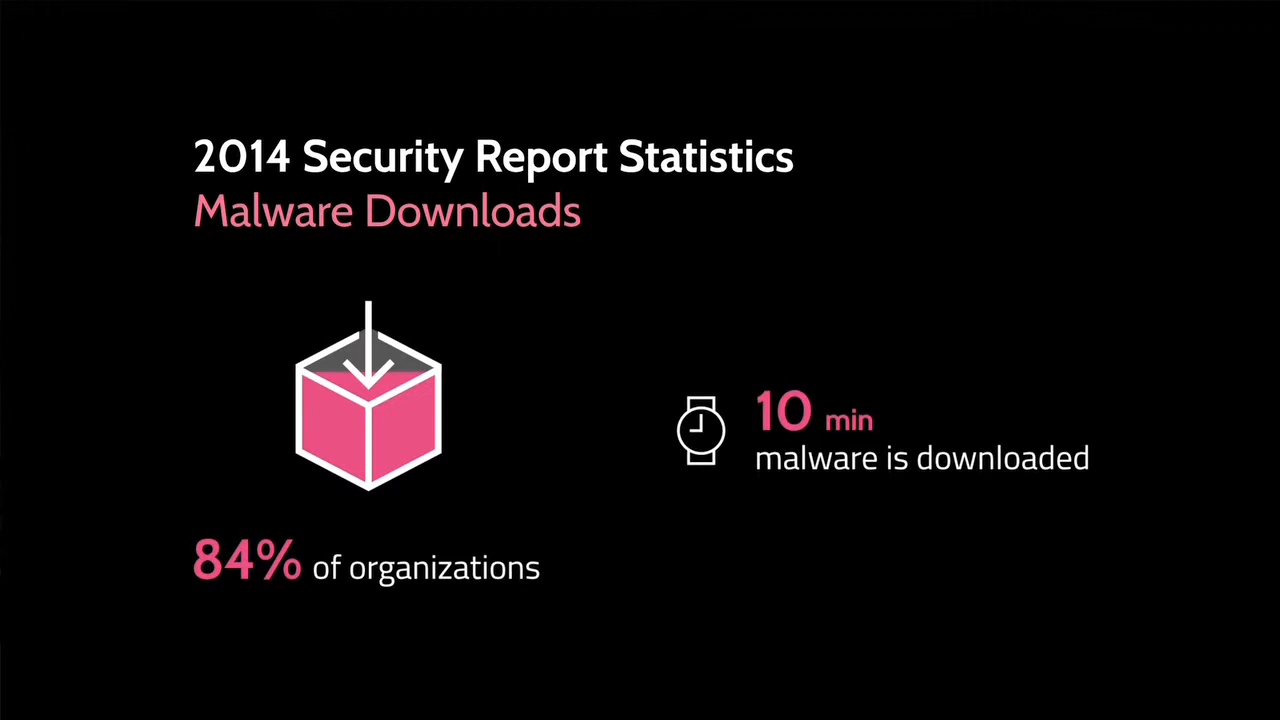 2014 Security Report Statistics
Malware Downloads
10 min
malware is downloaded
84% of organizations